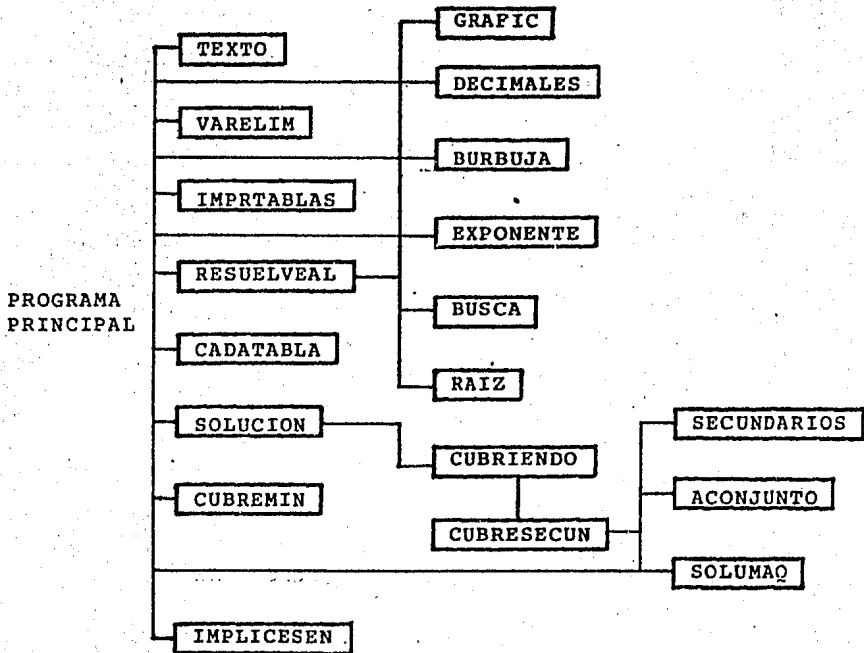 GRAFIC
TEXTO
DECIMALES
VARELIM
BURBUJA
IMPRTABLAS
EXPONENTE
RESUELVEAL
PROGRAMA
PRINCIPAL
BUSCA
CADATABLA
RAIZ
SOLUCION
SECUNDARIOS
CUBRIENDO
CUBREMIN
ACONJUNTO
CUBRESECUN
SOLUMAQ
IMPLICESEN